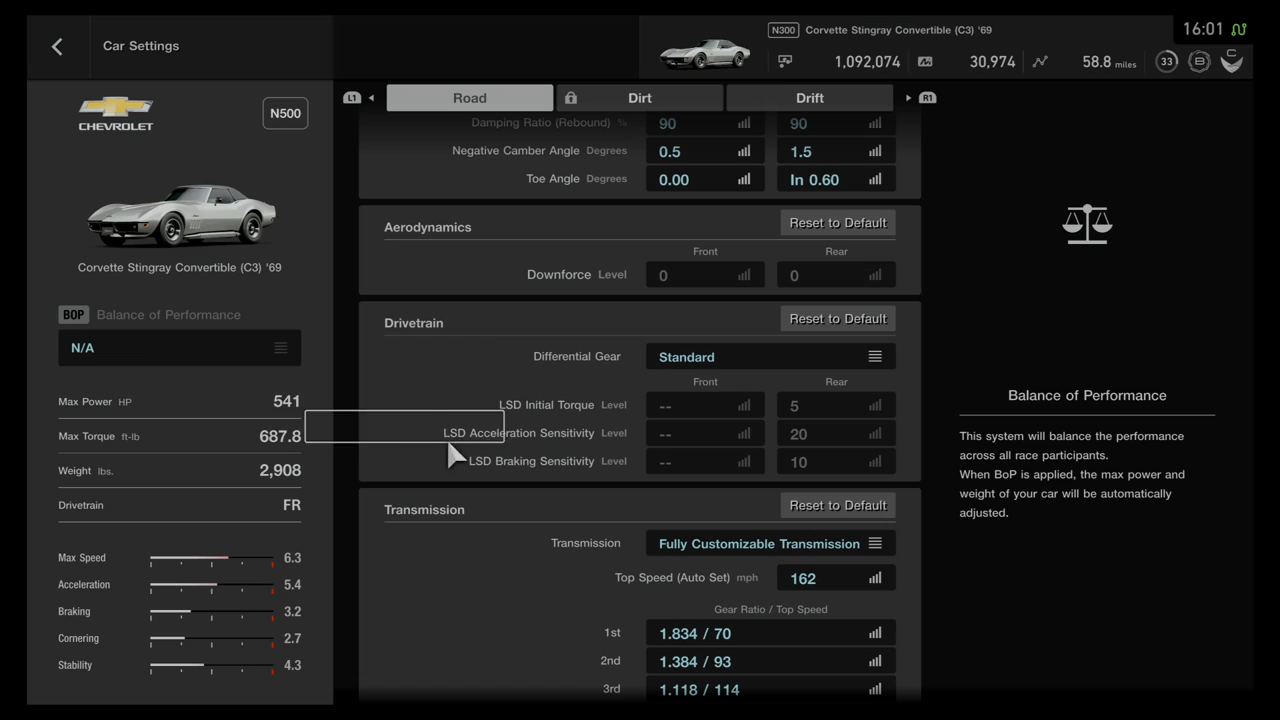 Car Settings
N300 Corvette Stingray Convertible (C3) '69
16:01
1,092,074
30,974
58.8 miles
33
B
C
CHEVROLET
N500
Corvette Stingray Convertible (C3) '69
BOP Balance of Performance
N/A
Max Power HP 541
Max Torque ft-lb 687.8
Weight lbs. 2,908
Drivetrain FR
Max Speed 6.3
Acceleration 5.4
Braking 3.2
Cornering 2.7
Stability 4.3
L1 Road Dirt Drift R1
Damping Ratio (Rebound) % 90 90
Negative Camber Angle Degrees 0.5 1.5
Toe Angle Degrees 0.00 In 0.60
Aerodynamics Reset to Default
Front Rear
Downforce Level 0 0
Drivetrain Reset to Default
Differential Gear Standard
Front Rear
LSD Initial Torque Level -- 5
LSD Acceleration Sensitivity Level -- 20
LSD Braking Sensitivity Level -- 10
Transmission Reset to Default
Transmission Fully Customizable Transmission
Top Speed (Auto Set) mph 162
Gear Ratio / Top Speed
1st 1.834 / 70
2nd 1.384 / 93
3rd 1.118 / 114
Balance of Performance
This system will balance the performance
across all race participants.
When BoP is applied, the max power and
weight of your car will be automatically
adjusted.